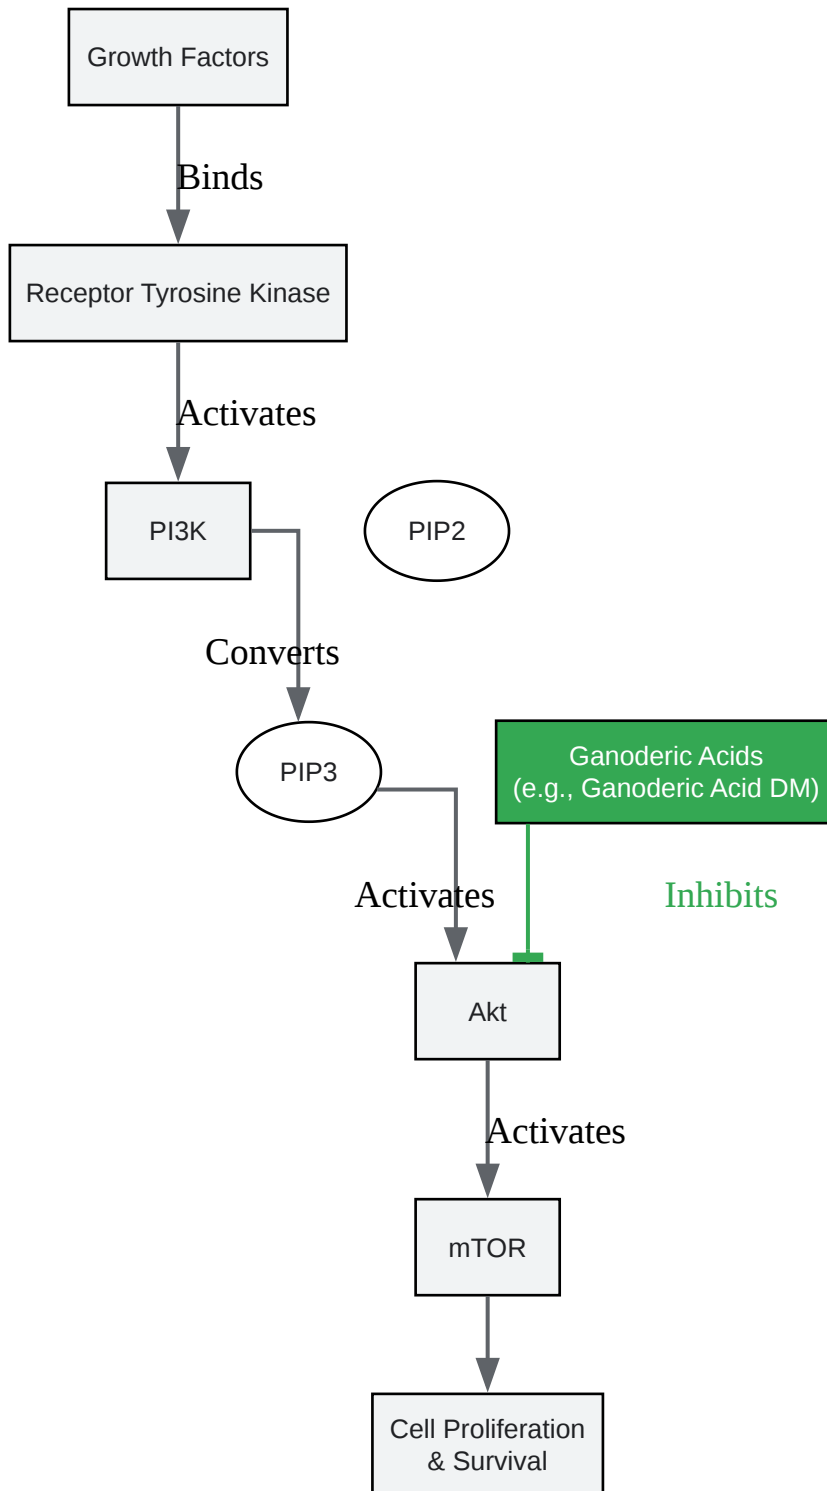 Growth Factors
Binds
Receptor Tyrosine Kinase
Activates
PI3K
PIP2
Converts
PIP3
Ganoderic Acids
(e.g., Ganoderic Acid DM)
Activates
Inhibits
Akt
Activates
mTOR
Cell Proliferation
& Survival